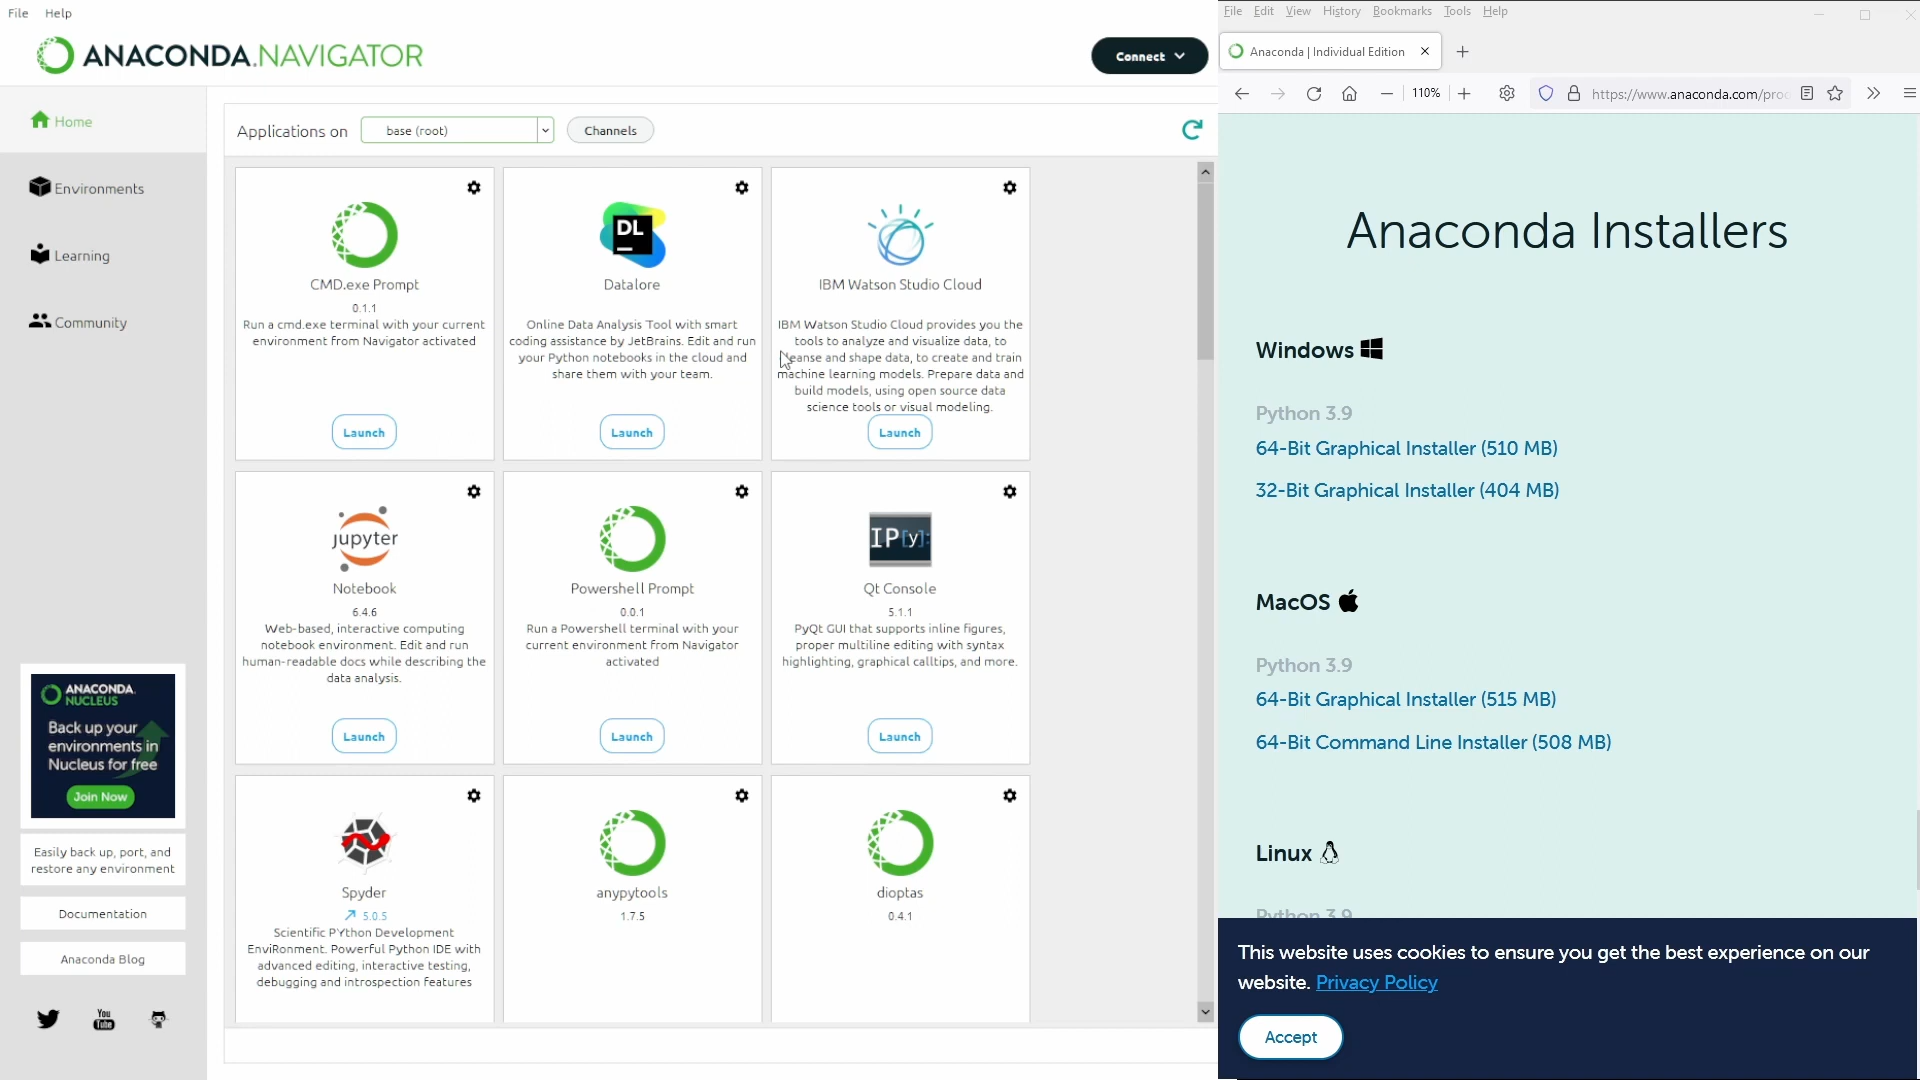 File Help
ANACONDA.NAVIGATOR
Connect
Home
Environments
Learning
Community
ANACONDA.
NUCLEUS
Back up your
environments in
Nucleus for free
Join Now
Easily back up, port, and
restore any environment
Documentation
Anaconda Blog
You
Tube
Applications on base (root) Channels
DL
CMD.exe Prompt
0.1.1
Run a cmd.exe terminal with your current
environment from Navigator activated
Launch
Datalore
Online Data Analysis Tool with smart
coding assistance by JetBrains. Edit and run
your Python notebooks in the cloud and
share them with your team.
Launch
IBM Watson Studio Cloud
IBM Watson Studio Cloud provides you the
tools to analyze and visualize data, to
cleanse and shape data, to create and train
machine learning models. Prepare data and
build models, using open source data
science tools or visual modeling.
Launch
jupyter
Notebook
6.4.6
Web-based, interactive computing
notebook environment. Edit and run
human-readable docs while describing the
data analysis.
Launch
Powershell Prompt
0.0.1
Run a Powershell terminal with your
current environment from Navigator
activated
Launch
IP[y]:
Qt Console
5.1.1
PyQt GUI that supports inline figures,
proper multiline editing with syntax
highlighting, graphical calltips, and more.
Launch
Spyder
5.0.5
Scientific PYthon Development
EnviRonment. Powerful Python IDE with
advanced editing, interactive testing,
debugging and introspection features
anypytools
1.7.5
dioptas
0.4.1
File Edit View History Bookmarks Tools Help
Anaconda | Individual Edition
110% https://www.anaconda.com/proc
Anaconda Installers
Windows
Python 3.9
64-Bit Graphical Installer (510 MB)
32-Bit Graphical Installer (404 MB)
MacOS
Python 3.9
64-Bit Graphical Installer (515 MB)
64-Bit Command Line Installer (508 MB)
Linux
Python 3.9
This website uses cookies to ensure you get the best experience on our
website. Privacy Policy
Accept